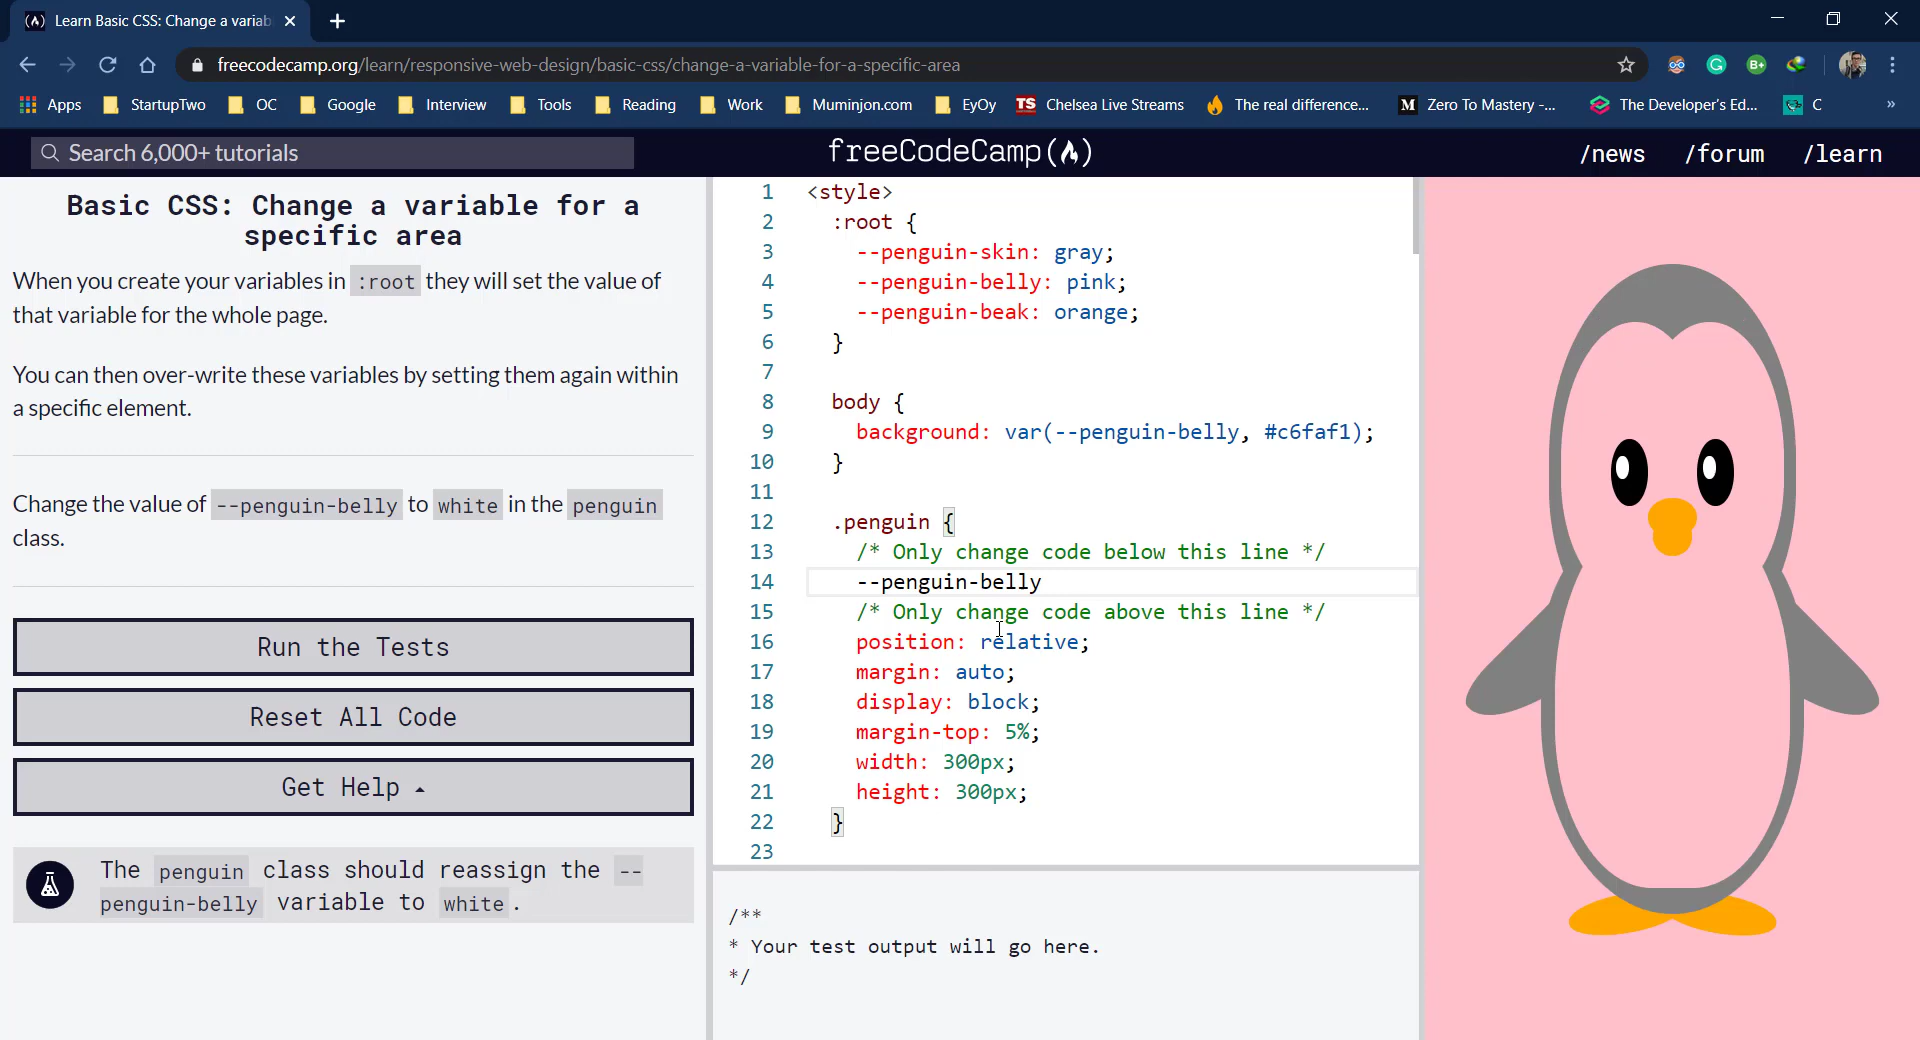 Learn Basic CSS: Change a variab
freecodecamp.org/learn/responsive-web-design/basic-css/change-a-variable-for-a-specific-area
Apps StartupTwo OC Google Interview Tools Reading Work Muminjon.com EyOy TS Chelsea Live Streams The real difference... M Zero To Mastery -... The Developer's Ed... C »
Search 6,000+ tutorials freeCodeCamp /news /forum /learn
Basic CSS: Change a variable for a
specific area
When you create your variables in :root they will set the value of
that variable for the whole page.
You can then over-write these variables by setting them again within
a specific element.
Change the value of --penguin-belly to white in the penguin
class.
Run the Tests
Reset All Code
Get Help
The penguin class should reassign the --
penguin-belly variable to white.
1 <style>
2 :root {
3 --penguin-skin: gray;
4 --penguin-belly: pink;
5 --penguin-beak: orange;
6 }
7
8 body {
9 background: var(--penguin-belly, #c6faf1);
10 }
11
12 .penguin {
13 /* Only change code below this line */
14 --penguin-belly
15 /* Only change code above this line */
16 position: relative;
17 margin: auto;
18 display: block;
19 margin-top: 5%;
20 width: 300px;
21 height: 300px;
22 }
23
/**
* Your test output will go here.
*/